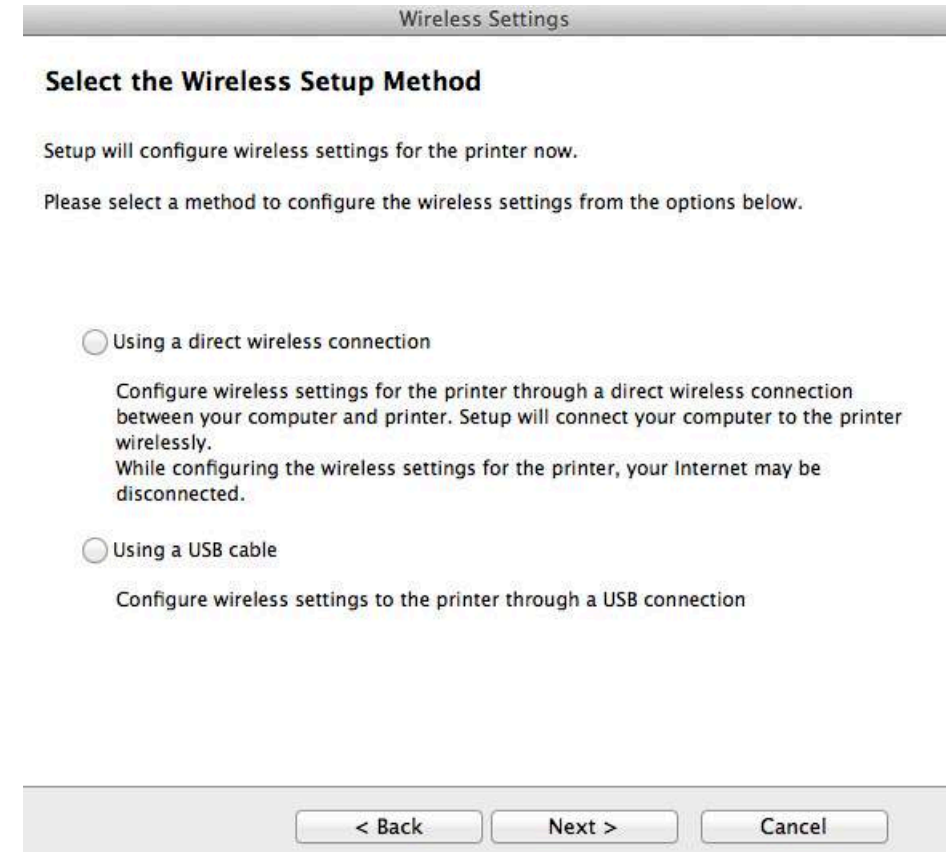 Wireless Settings
Select the Wireless Setup Method
Setup will configure wireless settings for the printer now.
Please select a method to configure the wireless settings from the options below.
Using a direct wireless connection
Configure wireless settings for the printer through a direct wireless connection
between your computer and printer. Setup will connect your computer to the printer
wirelessly.
While configuring the wireless settings for the printer, your Internet may be
disconnected.
Using a USB cable
Configure wireless settings to the printer through a USB connection
< Back Next > Cancel